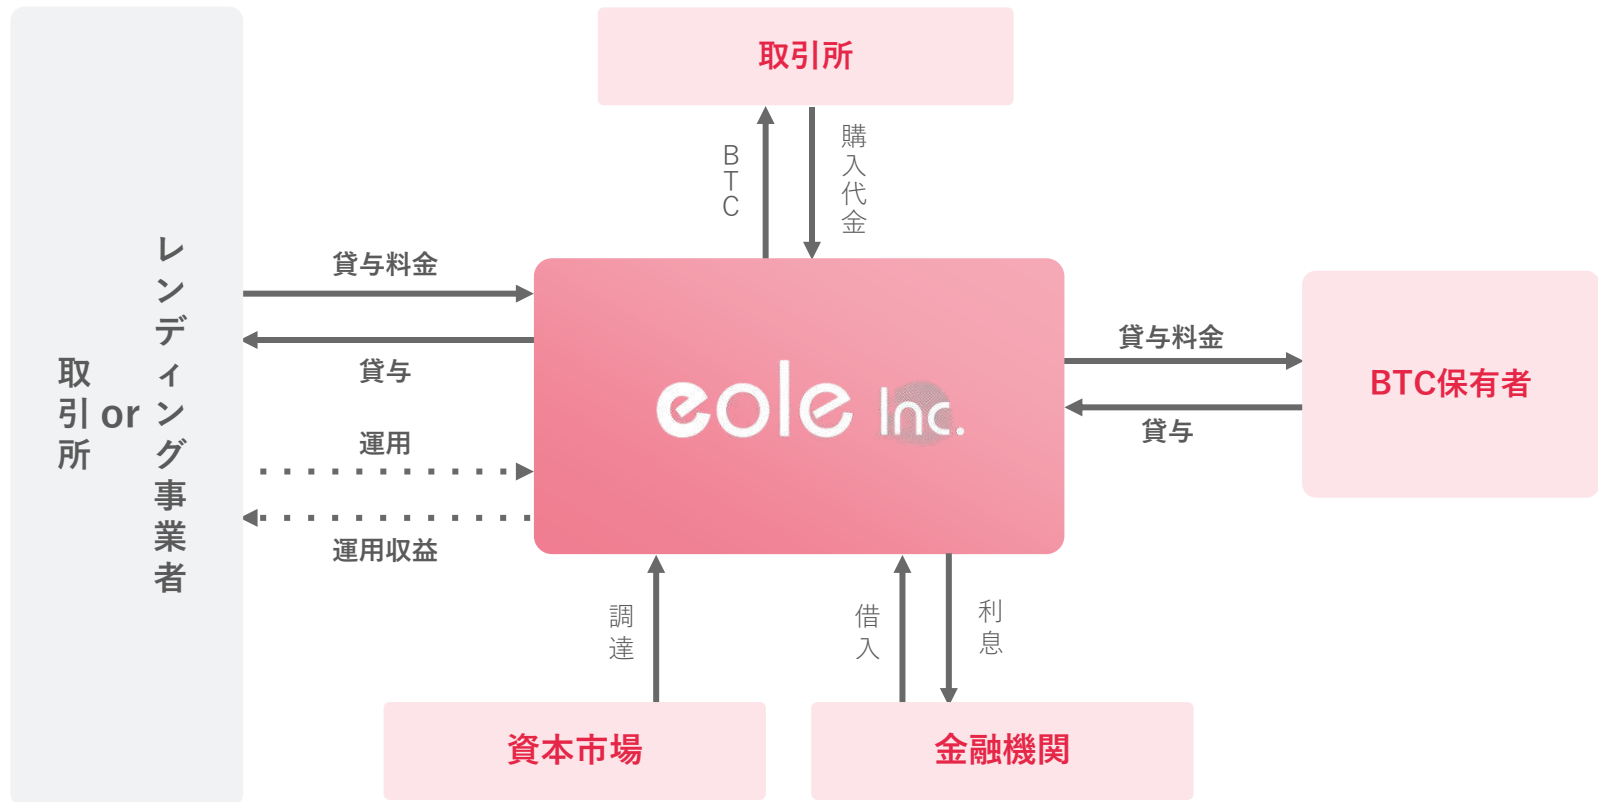 取引所
BTC
購入代金
取引所
or
レンディング事業者
貸与料金
貸与
運用
運用収益
eole Inc.
貸与料金
貸与
BTC保有者
調達
借入
利息
資本市場
金融機関